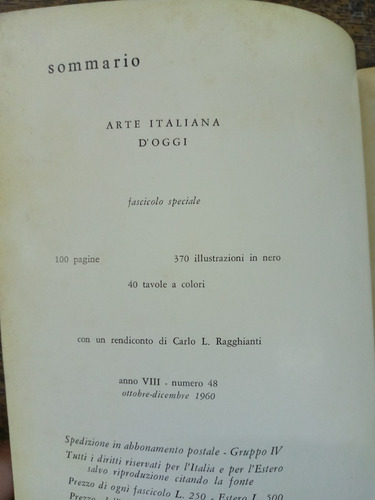 sommario
ARTE ITALIANA
D'OGGI
fascicolo speciale
100 pagine 370 illustrazioni in nero
40 tavole a colori
con un rendiconto di Carlo L. Ragghianti
anno VIII - numero 48
ottobre-dicembre 1960
Spedizione in abbonamento postale - Gruppo IV
Tutti i diritti riservati per l'Italia e per l'Estero
salvo riproduzione citando la fonte
Prezzo di ogni fascicolo L. 250 - Estero L. 500
Prezzo